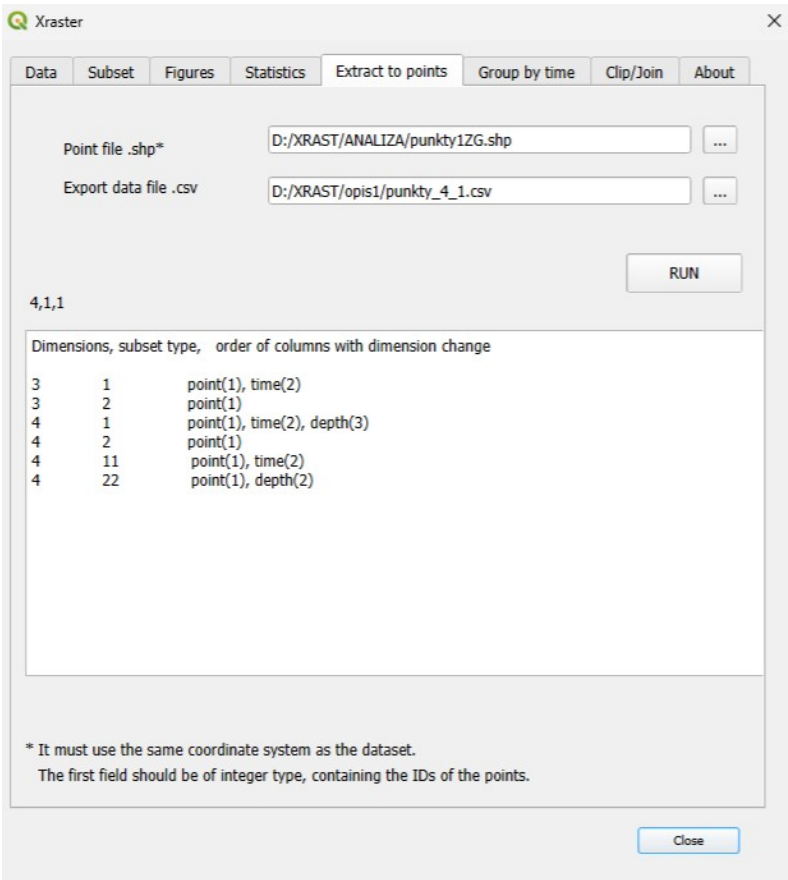 Xraster
Data Subset Figures Statistics Extract to points Group by time Clip/Join About
Point file .shp* D:/XRAST/ANALIZA/punkty1ZG.shp ...
Export data file .csv D:/XRAST/opis1/punkty_4_1.csv ...
RUN
4,1,1
Dimensions, subset type, order of columns with dimension change
3 1 point(1), time(2)
3 2 point(1)
4 1 point(1), time(2), depth(3)
4 2 point(1)
4 11 point(1), time(2)
4 22 point(1), depth(2)
* It must use the same coordinate system as the dataset.
The first field should be of integer type, containing the IDs of the points.
Close